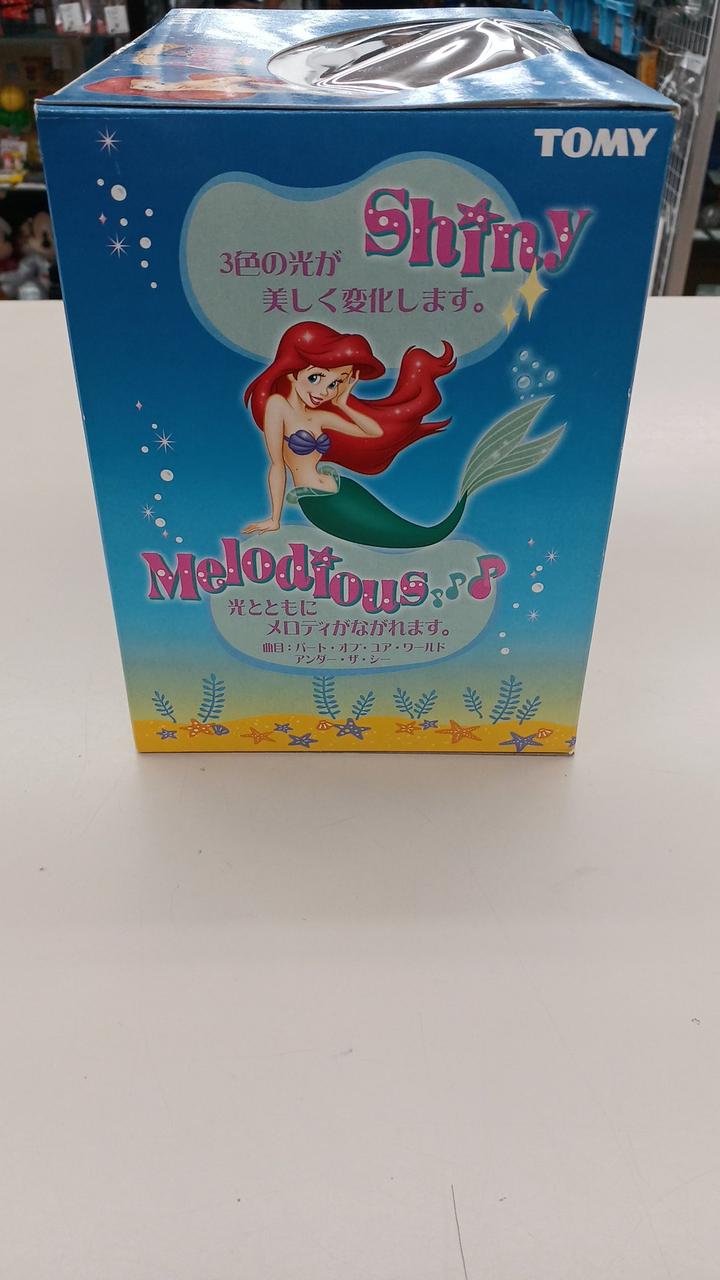 TOMY
Shiny
3色の光が
美しく変化します。
Melodious
光とともに
メロディがながれます。
曲目：パート・オブ・ユア・ワールド
アンダー・ザ・シー